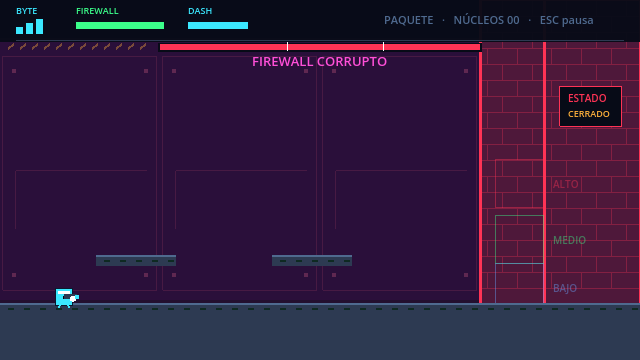 BYTE
FIREWALL
DASH
PAQUETE · NÚCLEOS 00 · ESC pausa
FIREWALL CORRUPTO
ESTADO
CERRADO
ALTO
MEDIO
BAJO